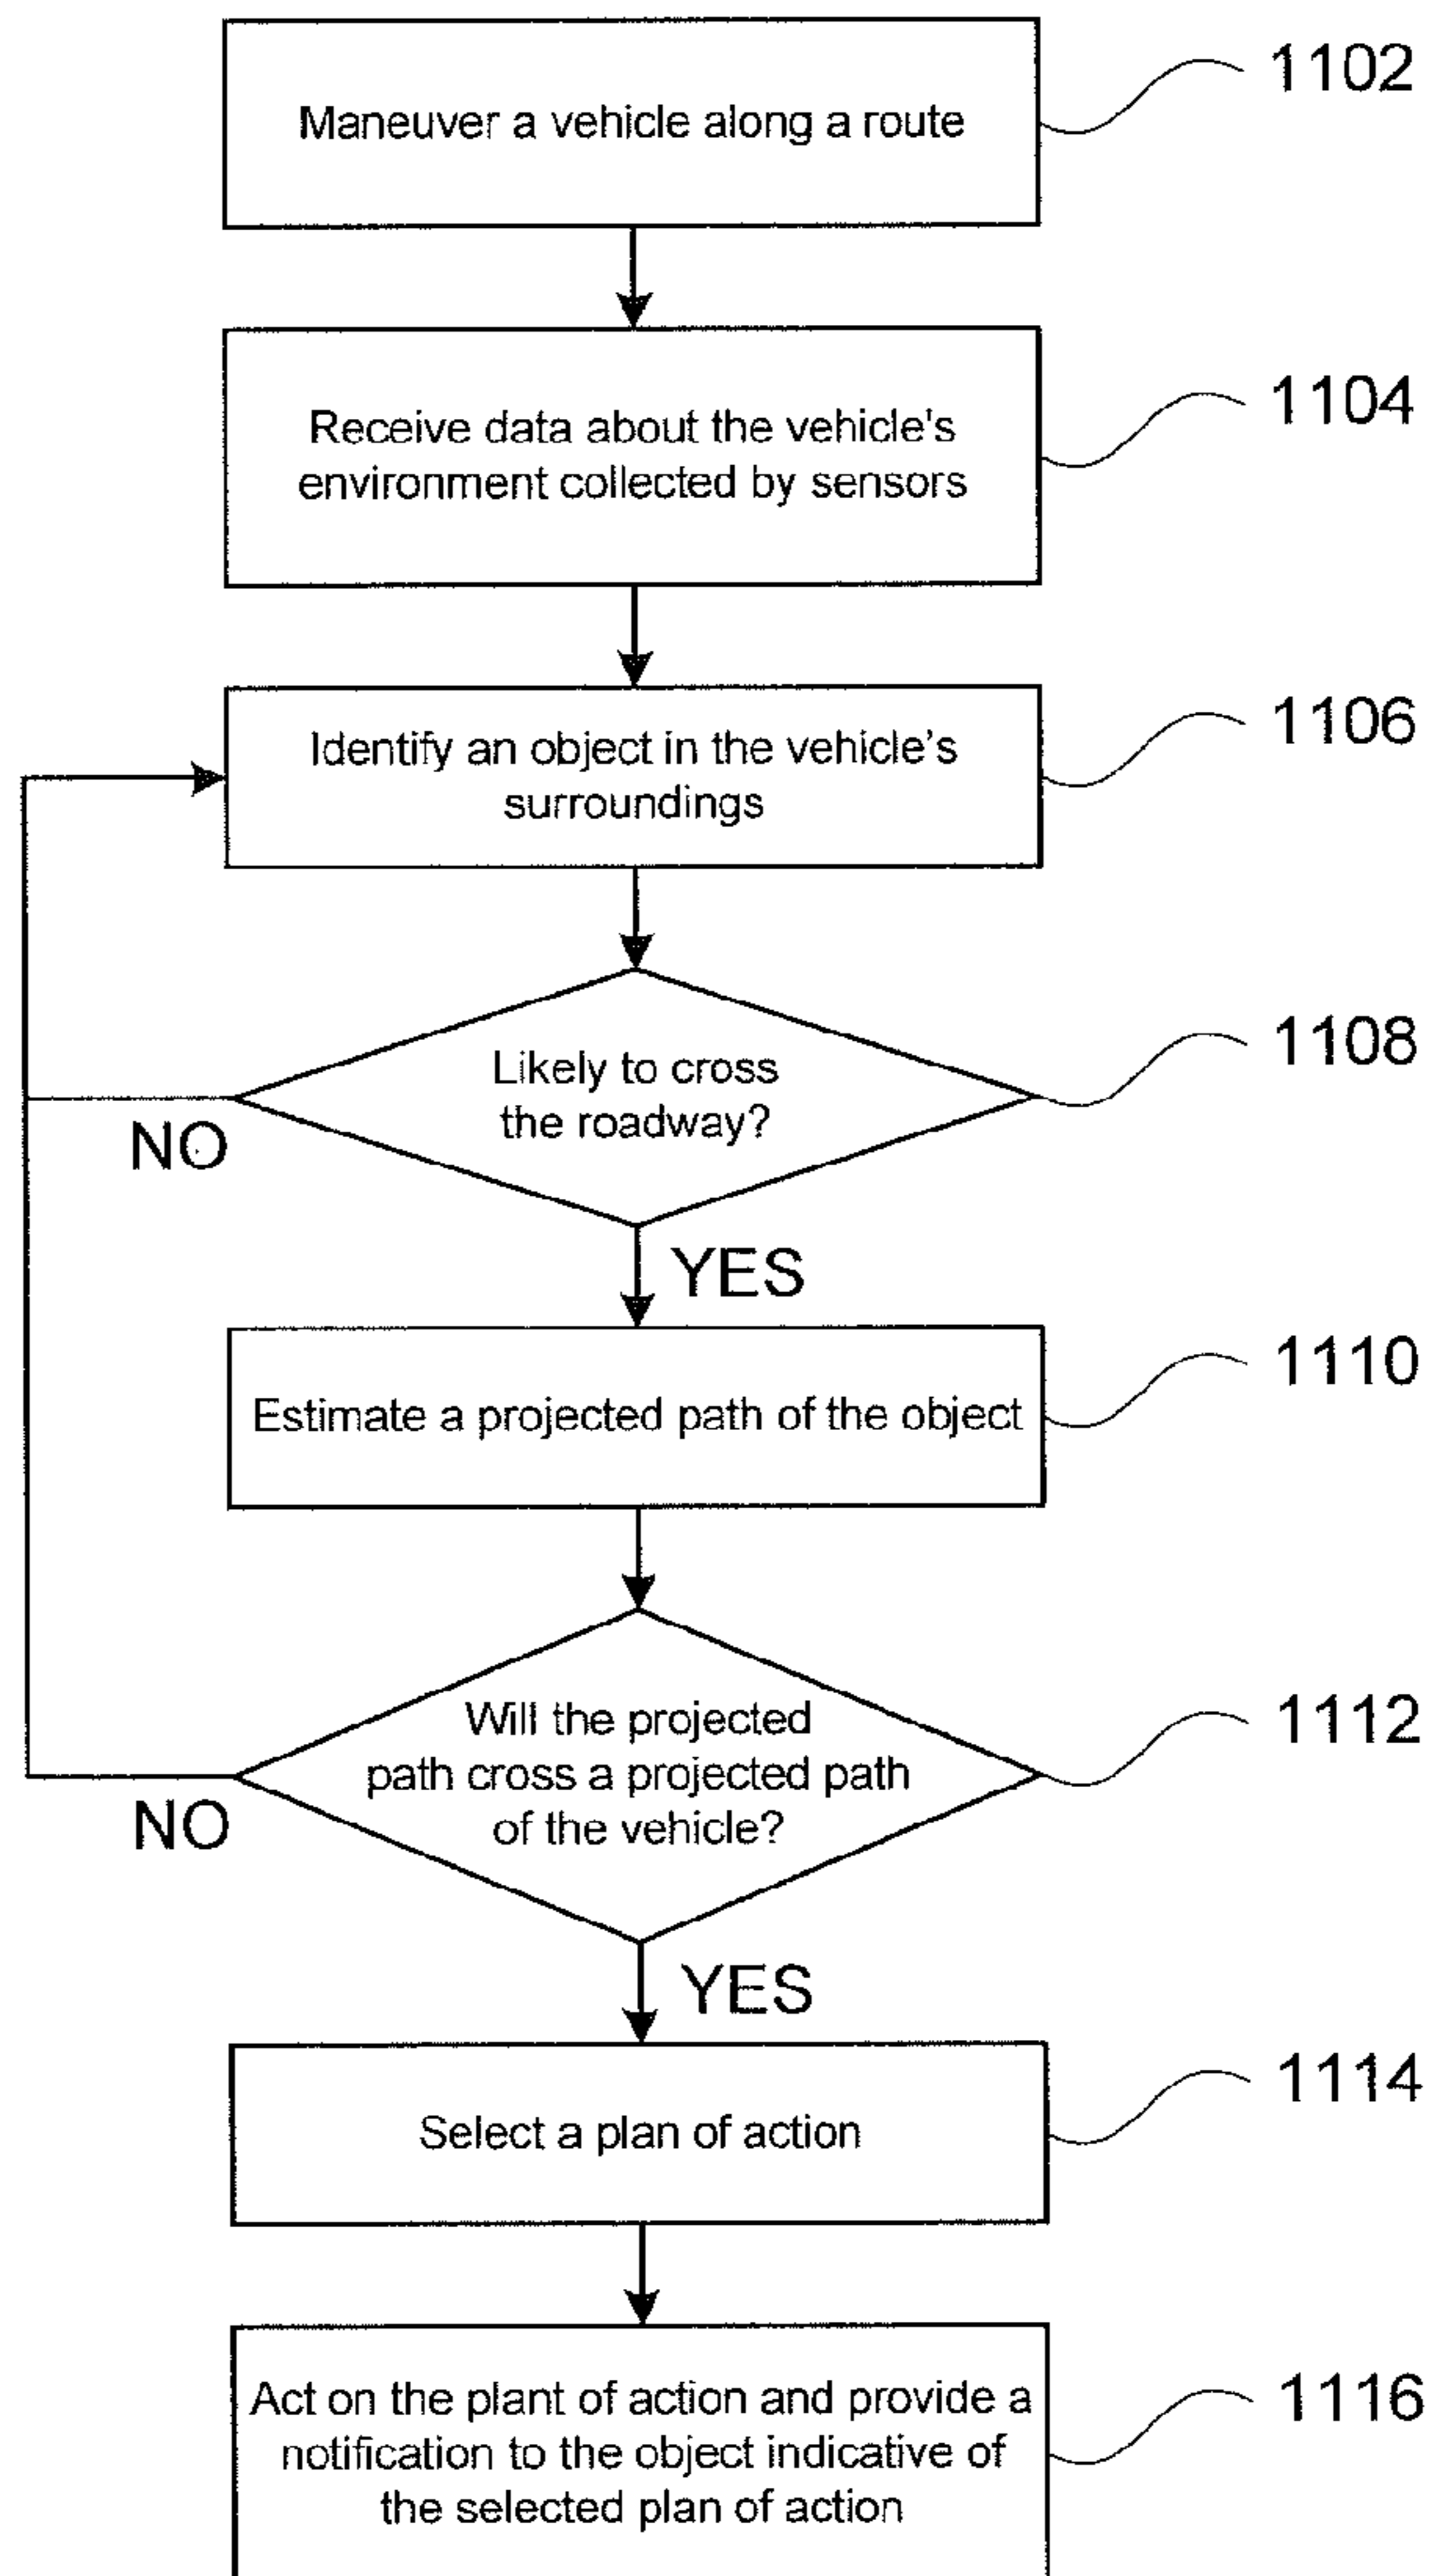 Maneuver a vehicle along a route
1102
Receive data about the vehicle's
environment collected by sensors
1104
Identify an object in the vehicle's
surroundings
1106
Likely to cross
the roadway?
1108
NO
YES
Estimate a projected path of the object
1110
Will the projected
path cross a projected path
of the vehicle?
1112
NO
YES
Select a plan of action
1114
Act on the plant of action and provide a
notification to the object indicative of
the selected plan of action
1116